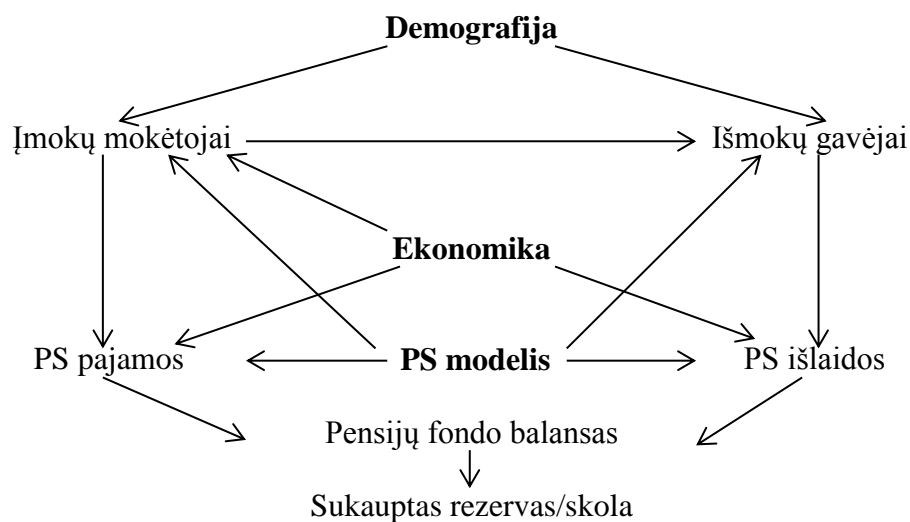 Demografija
Įmokų mokėtojai Išmokų gavėjai
Ekonomika
PS pajamos PS modelis PS išlaidos
Pensijų fondo balansas
Sukauptas rezervas/skola